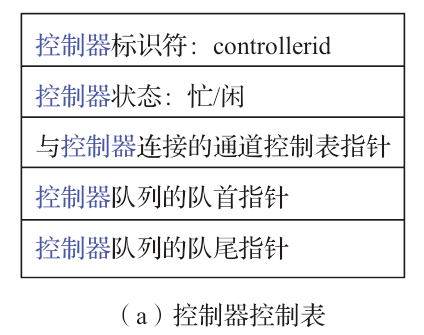 控制器标识符：controllerid
控制器状态：忙/闲
与控制器连接的通道控制表指针
控制器队列的队首指针
控制器队列的队尾指针
（a）控制器控制表